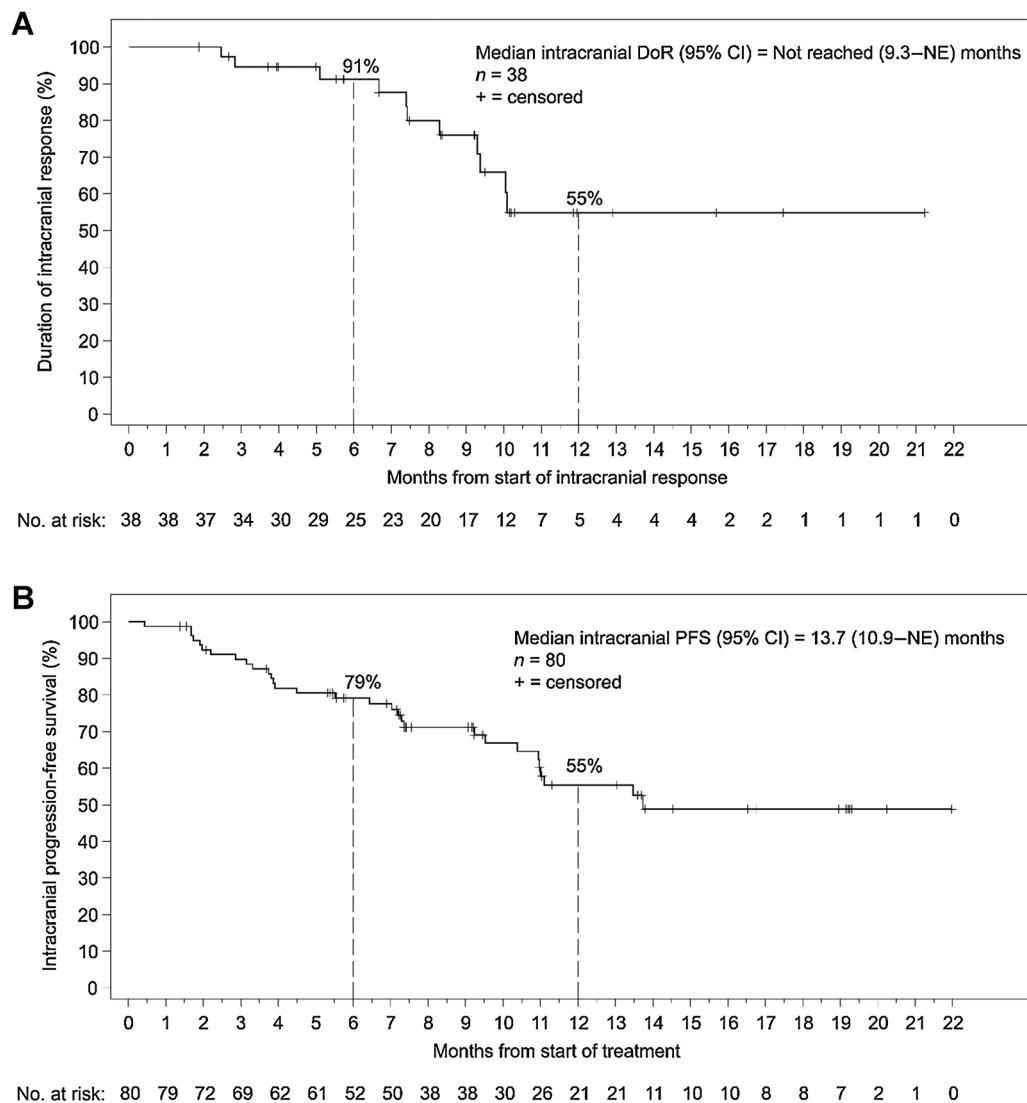 A
Duration of intracranial response (%)
100
90
80
70
60
50
40
30
20
10
0
Median intracranial DoR (95% CI) = Not reached (9.3–NE) months
n = 38
+ = censored
91%
55%
0 1 2 3 4 5 6 7 8 9 10 11 12 13 14 15 16 17 18 19 20 21 22
Months from start of intracranial response
No. at risk: 38 38 37 34 30 29 25 23 20 17 12 7 5 4 4 4 2 2 1 1 1 1 0
B
Intracranial progression-free survival (%)
100
90
80
70
60
50
40
30
20
10
0
Median intracranial PFS (95% CI) = 13.7 (10.9–NE) months
n = 80
+ = censored
79%
55%
0 1 2 3 4 5 6 7 8 9 10 11 12 13 14 15 16 17 18 19 20 21 22
Months from start of treatment
No. at risk: 80 79 72 69 62 61 52 50 38 38 30 26 21 21 11 10 10 8 8 7 2 1 0